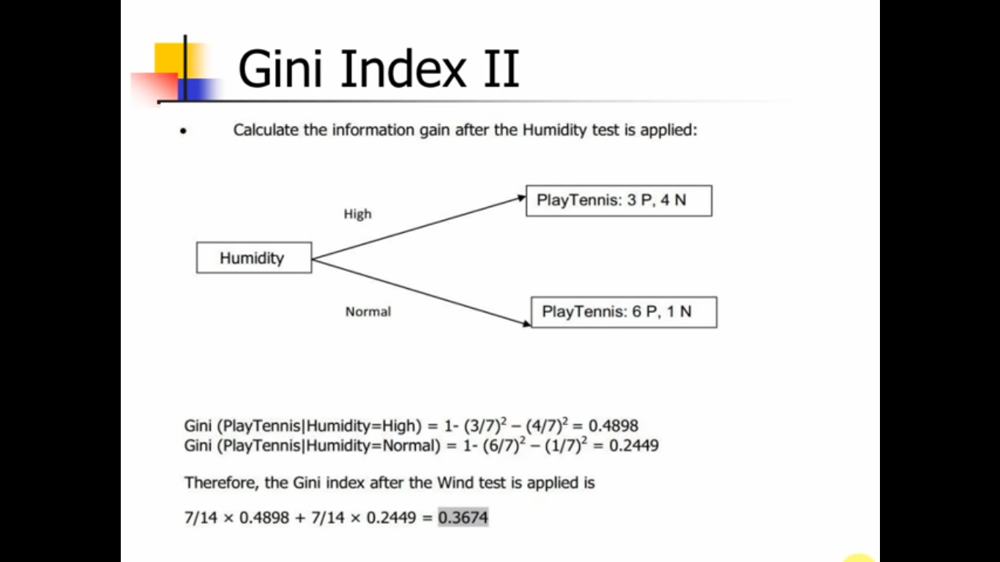 Gini Index II
• Calculate the information gain after the Humidity test is applied:
PlayTennis: 3 P, 4 N
High
Humidity
Normal
PlayTennis: 6 P, 1 N
Gini (PlayTennis|Humidity=High) = 1- (3/7)² – (4/7)² = 0.4898
Gini (PlayTennis|Humidity=Normal) = 1- (6/7)² – (1/7)² = 0.2449
Therefore, the Gini index after the Wind test is applied is
7/14 × 0.4898 + 7/14 × 0.2449 = 0.3674